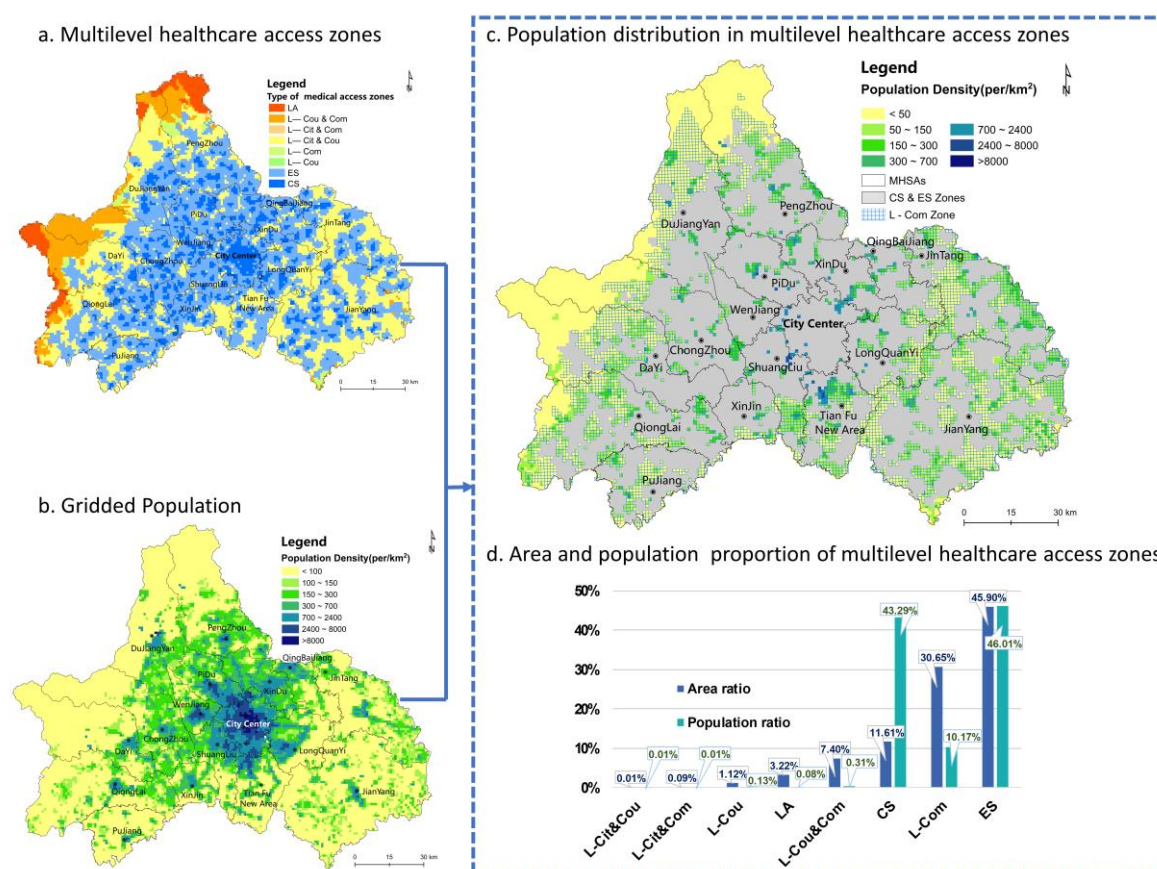 a. Multilevel healthcare access zones
N
Legend
Type of medical access zones
LA
L— Cou & Com
L— Cit & Com
L— Cit & Cou
L— Com
L— Cou
ES
CS
PengZhou
DuJiangYan
PiDu
QingBaiJiang
JinTang
XinDu
WenJiang
City Center
DaYi
ChongZhou
LongQuanYi
ShuangLiu
QiongLai
Tian Fu
New Area
XinJin
JianYang
PuJiang
0 15 30 km
b. Gridded Population
N
Legend
Population Density(per/km²)
< 100
100 ~ 150
150 ~ 300
300 ~ 700
700 ~ 2400
2400 ~ 8000
>8000
PengZhou
DuJiangYan
QingBaiJiang
PiDu
JinTang
XinDu
WenJiang
City Center
ChongZhou
DaYi
ShuangLiu
LongQuanYi
QiongLai
XinJin
Tian Fu
New Area
JianYang
PuJiang
0 15 30 km
c. Population distribution in multilevel healthcare access zones
N
Legend
Population Density(per/km²)
< 50
50 ~ 150
700 ~ 2400
150 ~ 300
2400 ~ 8000
300 ~ 700
>8000
MHSAs
CS & ES Zones
L - Com Zone
PengZhou
DuJiangYan
QingBaiJiang
JinTang
XinDu
PiDu
WenJiang
City Center
ChongZhou
LongQuanYi
DaYi
ShuangLiu
XinJin
Tian Fu
New Area
QiongLai
JianYang
PuJiang
0 15 30 km
d. Area and population proportion of multilevel healthcare access zones
50%
40%
30%
20%
10%
0%
Area ratio
Population ratio
0.01% 0.01%
0.09% 0.01%
1.12% 0.13%
3.22% 0.08%
7.40% 0.31%
11.61% 43.29%
30.65% 10.17%
45.90% 46.01%
L-Cit&Cou
L-Cit&Com
L-Cou
LA
L-Cou&Com
CS
L-Com
ES